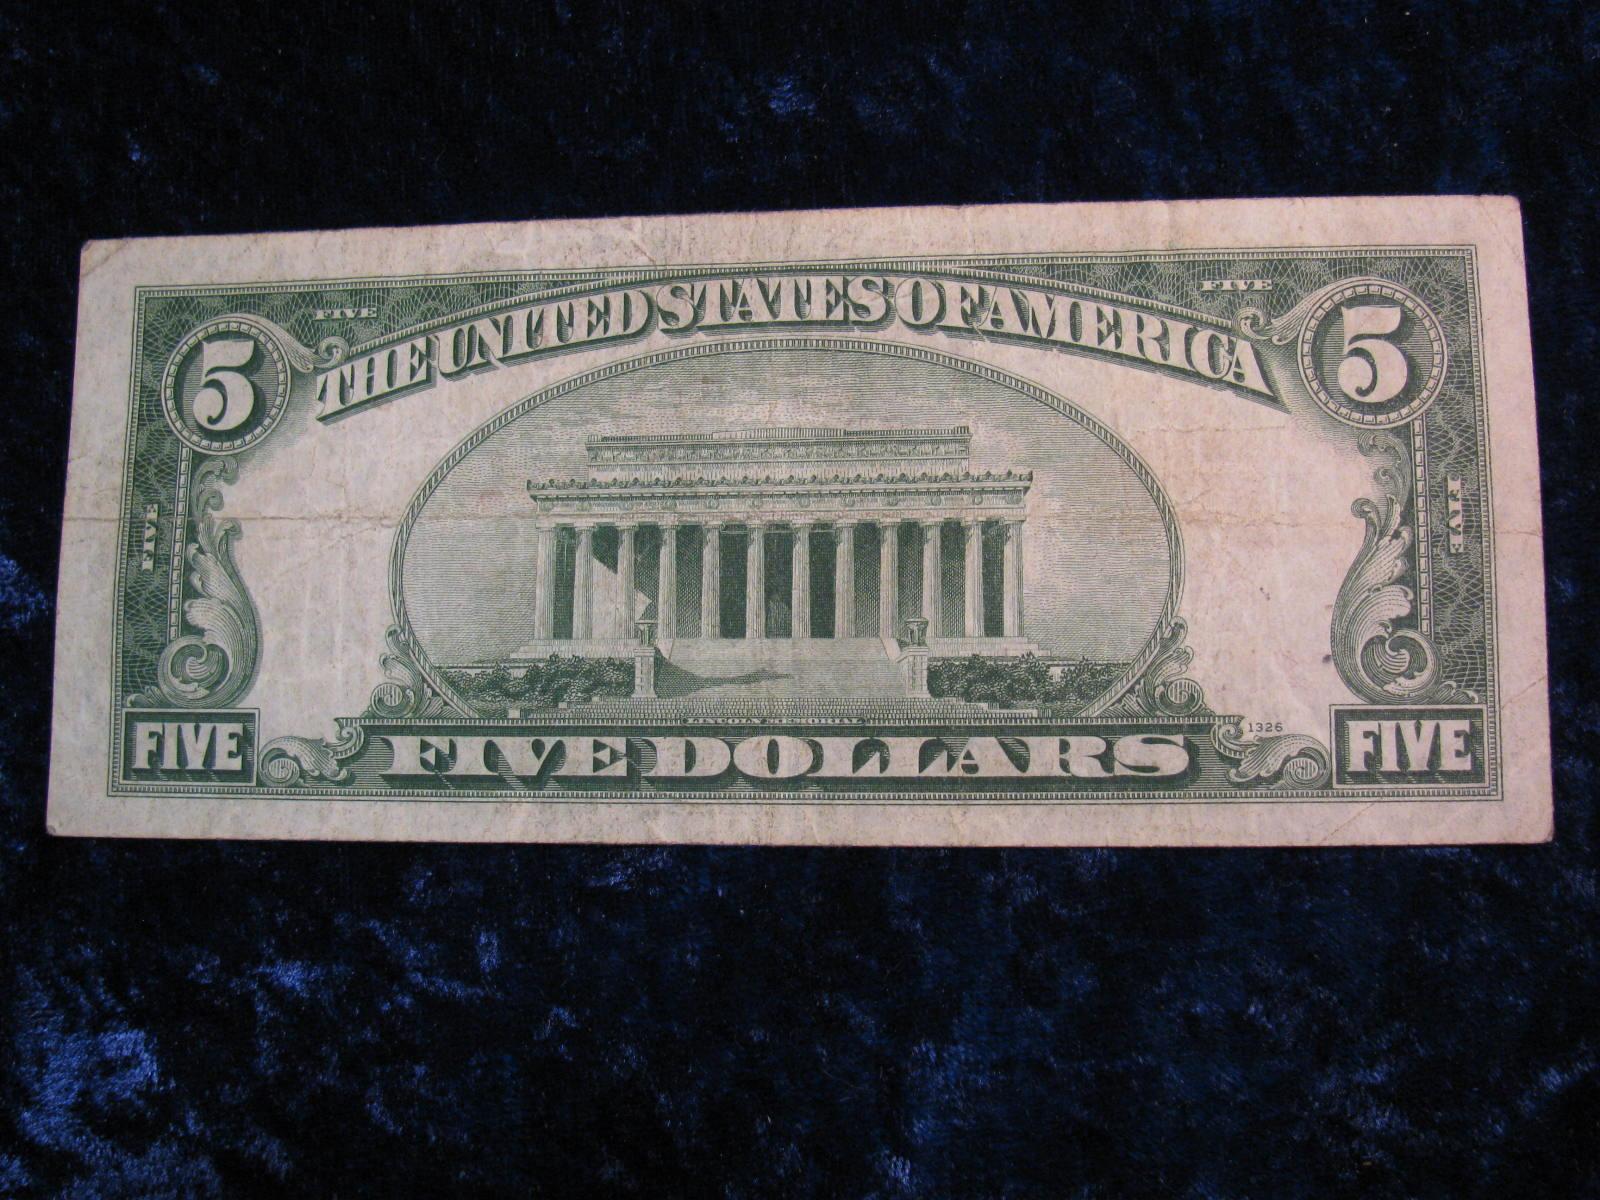 FIVE FIVE
5 THE UNITED STATES OF AMERICA 5
FIVE FIVE
LINCOLN MEMORIAL
1326
FIVE FIVE DOLLARS FIVE